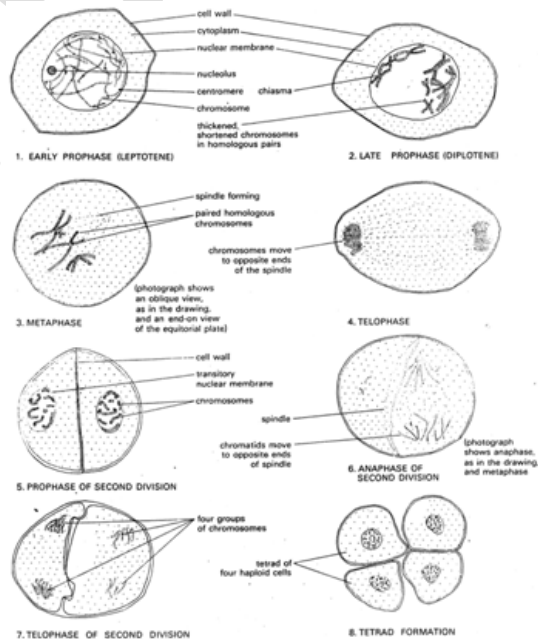 cell wall
cytoplasm
nuclear membrane
nucleolus
centromere
chiasma
chromosome
thickened,
shortened chromosomes
in homologous pairs
1. EARLY PROPHASE (LEPTOTENE)
2. LATE PROPHASE (DIPLOTENE)
spindle forming
paired homologous
chromosomes
chromosomes move
to opposite ends
of the spindle
(photograph shows
an oblique view,
as in the drawing,
and an end-on view
of the equitorial plate)
3. METAPHASE
4. TELOPHASE
cell wall
transitory
nuclear membrane
chromosomes
spindle
chromatids move
to opposite ends
of spindle
(photograph
shows anaphase,
as in the drawing,
and metaphase
5. PROPHASE OF SECOND DIVISION
6. ANAPHASE OF
SECOND DIVISION
four groups
of chromosomes
tetrad of
four haploid cells
7. TELOPHASE OF SECOND DIVISION
8. TETRAD FORMATION